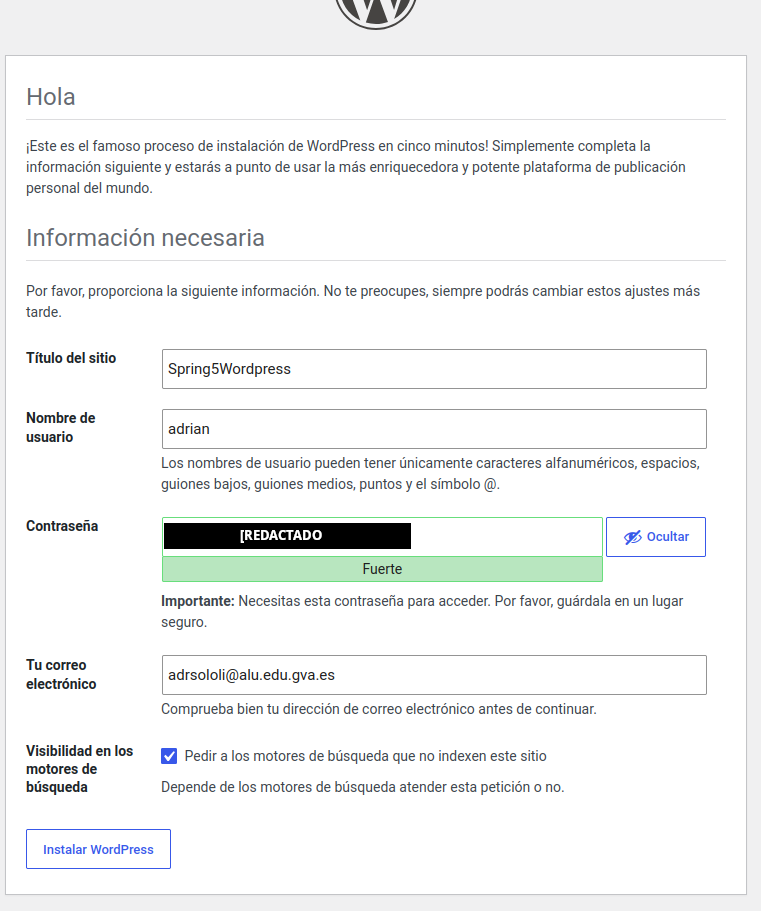 Hola
¡Este es el famoso proceso de instalación de WordPress en cinco minutos! Simplemente completa la
información siguiente y estarás a punto de usar la más enriquecedora y potente plataforma de publicación
personal del mundo.
Información necesaria
Por favor, proporciona la siguiente información. No te preocupes, siempre podrás cambiar estos ajustes más
tarde.
Título del sitio
Spring5Wordpress
Nombre de
usuario
adrian
Los nombres de usuario pueden tener únicamente caracteres alfanuméricos, espacios,
guiones bajos, guiones medios, puntos y el símbolo @.
Contraseña
[REDACTADO
Ocultar
Fuerte
Importante: Necesitas esta contraseña para acceder. Por favor, guárdala en un lugar
seguro.
Tu correo
electrónico
adrsololi@alu.edu.gva.es
Comprueba bien tu dirección de correo electrónico antes de continuar.
Visibilidad en los
motores de
búsqueda
Pedir a los motores de búsqueda que no indexen este sitio
Depende de los motores de búsqueda atender esta petición o no.
Instalar WordPress